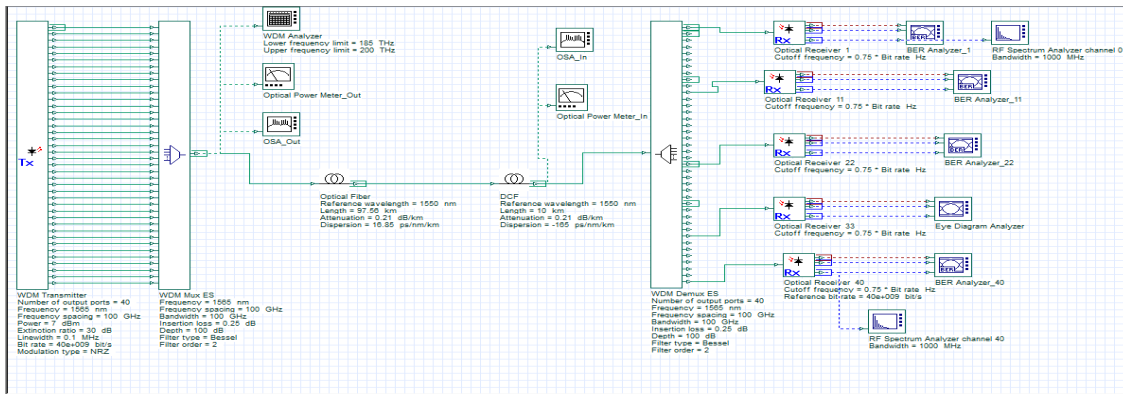 Tx
WDM Transmitter
Number of output ports = 40
Frequency = 1565 nm
Frequency spacing = 100 GHz
Power = 7 dBm
Extinction ratio = 30 dB
Linewidth = 0.1 MHz
Bit rate = 40e+009 bit/s
Modulation type = NRZ
WDM Mux ES
Frequency = 1565 nm
Frequency spacing = 100 GHz
Bandwidth = 100 GHz
Insertion loss = 0.25 dB
Depth = 100 dB
Filter type = Bessel
Filter order = 2
WDM Analyzer
Lower frequency limit = 185 THz
Upper frequency limit = 200 THz
Optical Power Meter_Out
OSA_Out
Optical Fiber
Reference wavelength = 1550 nm
Length = 97.56 km
Attenuation = 0.21 dB/km
Dispersion = 16.85 ps/nm/km
OSA_In
Optical Power Meter_In
DCF
Reference wavelength = 1550 nm
Length = 10 km
Attenuation = 0.21 dB/km
Dispersion = -165 ps/nm/km
WDM Demux ES
Number of output ports = 40
Frequency = 1565 nm
Frequency spacing = 100 GHz
Bandwidth = 100 GHz
Insertion loss = 0.25 dB
Depth = 100 dB
Filter type = Bessel
Filter order = 2
Rx
Optical Receiver 1
Cutoff frequency = 0.75 * Bit rate Hz
BER Analyzer_1
RF Spectrum Analyzer channel 0
Bandwidth = 1000 MHz
Rx
Optical Receiver 11
Cutoff frequency = 0.75 * Bit rate Hz
BER Analyzer_11
Rx
Optical Receiver 22
Cutoff frequency = 0.75 * Bit rate Hz
BER Analyzer_22
Rx
Optical Receiver 33
Cutoff frequency = 0.75 * Bit rate Hz
Eye Diagram Analyzer
Rx
Optical Receiver 40
Cutoff frequency = 0.75 * Bit rate Hz
Reference bit rate = 40e+009 bit/s
BER Analyzer_40
RF Spectrum Analyzer channel 40
Bandwidth = 1000 MHz